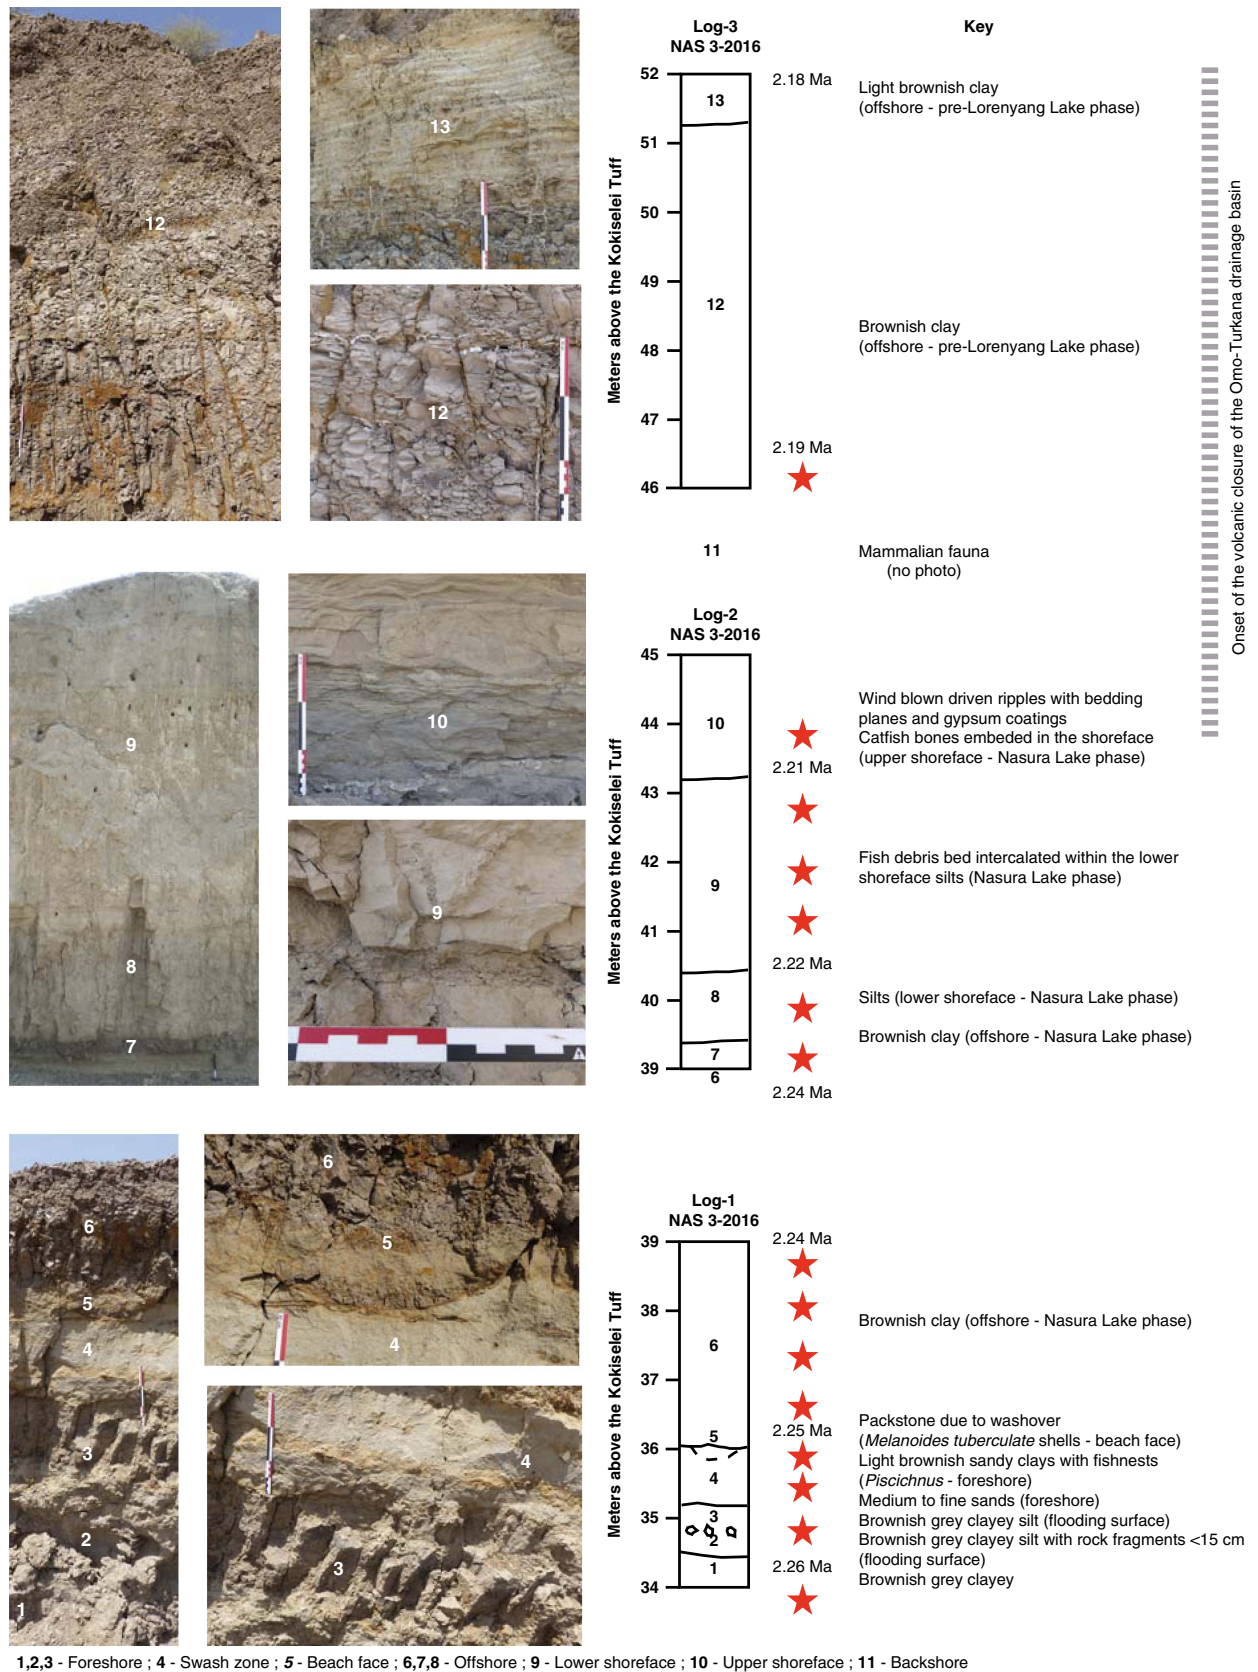 Log-3
NAS 3-2016
Key
52
51
50
49
48
47
46
Meters above the Kokiselei Tuff
13
12
2.18 Ma
2.19 Ma
Light brownish clay
(offshore - pre-Lorenyang Lake phase)
Brownish clay
(offshore - pre-Lorenyang Lake phase)
Onset of the volcanic closure of the Omo-Turkana drainage basin
12
13
12
11
Mammalian fauna
(no photo)
Log-2
NAS 3-2016
45
44
43
42
41
40
39
Meters above the Kokiselei Tuff
10
9
8
7
6
2.21 Ma
2.22 Ma
2.24 Ma
Wind blown driven ripples with bedding
planes and gypsum coatings
Catfish bones embeded in the shoreface
(upper shoreface - Nasura Lake phase)
Fish debris bed intercalated within the lower
shoreface silts (Nasura Lake phase)
Silts (lower shoreface - Nasura Lake phase)
Brownish clay (offshore - Nasura Lake phase)
9
8
7
10
9
A
Log-1
NAS 3-2016
39
38
37
36
35
34
Meters above the Kokiselei Tuff
6
5
4
3
2
1
2.24 Ma
2.25 Ma
2.26 Ma
Brownish clay (offshore - Nasura Lake phase)
Packstone due to washover
(Melanoides tuberculate shells - beach face)
Light brownish sandy clays with fishnests
(Piscichnus - foreshore)
Medium to fine sands (foreshore)
Brownish grey clayey silt (flooding surface)
Brownish grey clayey silt with rock fragments <15 cm
(flooding surface)
Brownish grey clayey
6
5
4
3
2
1
6
5
4
4
3
1,2,3 - Foreshore ; 4 - Swash zone ; 5 - Beach face ; 6,7,8 - Offshore ; 9 - Lower shoreface ; 10 - Upper shoreface ; 11 - Backshore